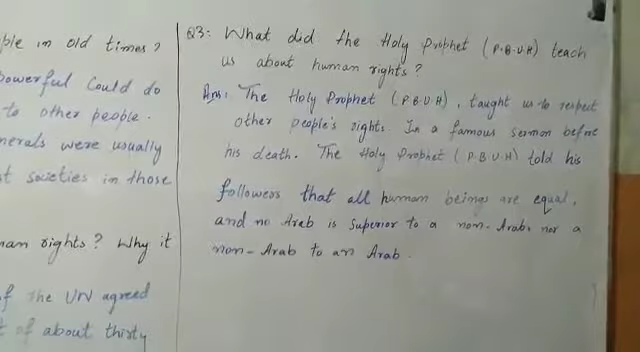 ple in old times?
powerful could do
to other people.
nerals were usually
st societies in those
man rights? Why it
of the UN agreed
t of about thirty
Q3: What did the Holy Prophet (P.B.U.H) teach
us about human rights?
Ans: The Holy Prophet (P.B.U.H), taught us to respect
other people's rights. In a famous sermon before
his death. The Holy Prophet (P.B.U.H) told his
followers that all human beings are equal,
and no Arab is superior to a non-Arab, nor a
non-Arab to an Arab.